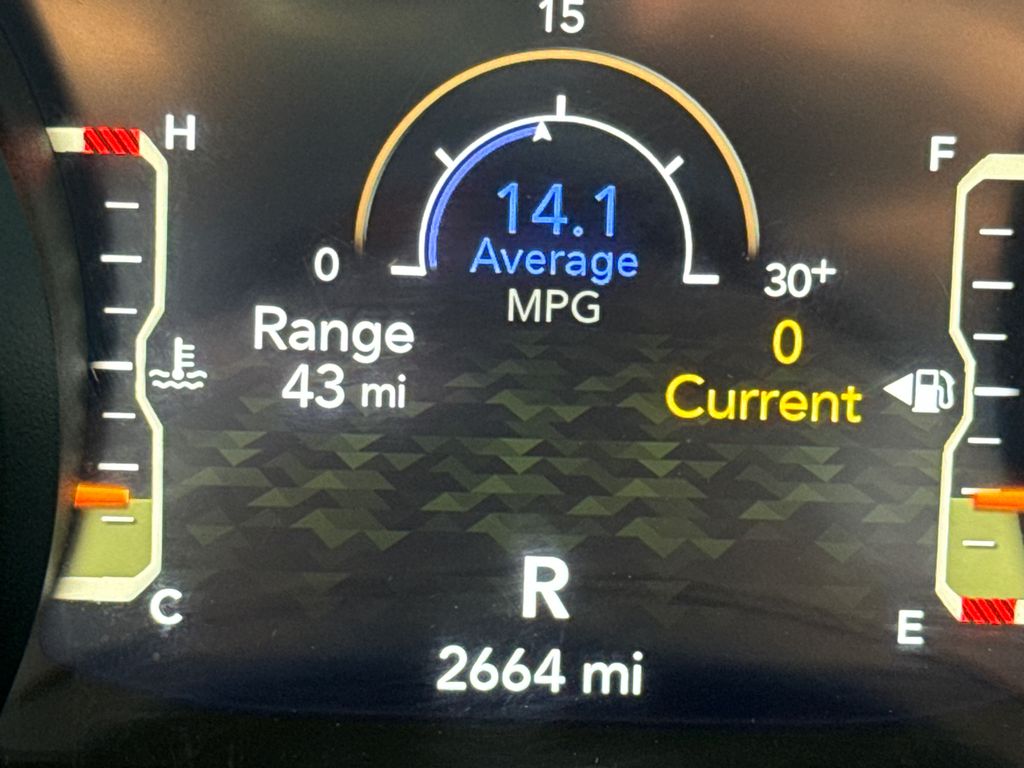 15
H
F
14.1
Average
0
30+
MPG
Range
43 mi
0
Current
R
C
E
2664 mi